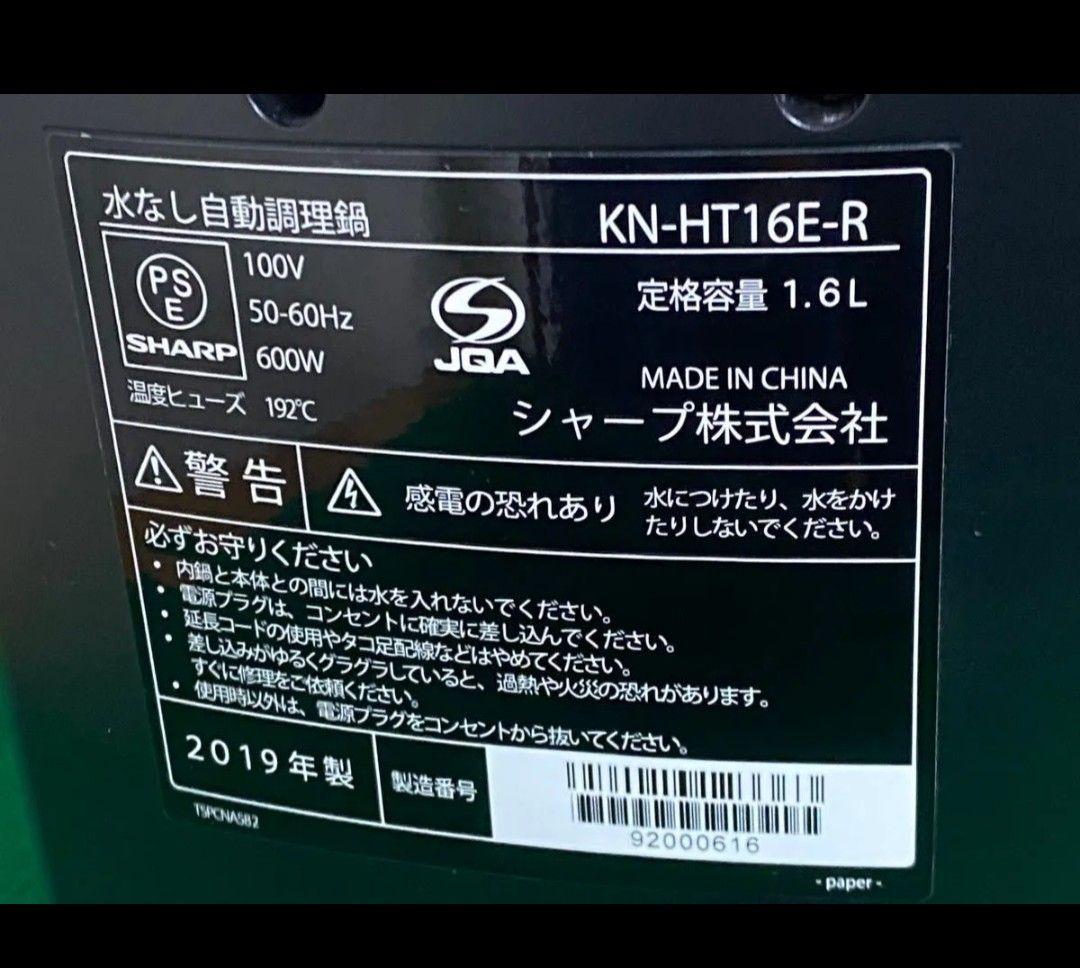 水なし自動調理鍋
KN-HT16E-R
PS
E
SHARP
100V
50-60Hz
600W
JQA
定格容量 1.6L
温度ヒューズ 192℃
MADE IN CHINA
シャープ株式会社
警告
感電の恐れあり
水につけたり、水をかけ
たりしないでください。
必ずお守りください
• 内鍋と本体との間には水を入れないでください。
• 電源プラグは、コンセントに確実に差し込んでください。
• 延長コードの使用やタコ足配線などはやめてください。
• 差し込みがゆるくグラグラしていると、過熱や火災の恐れがあります。
すぐに修理をご依頼ください。
• 使用時以外は、電源プラグをコンセントから抜いてください。
2019年製
製造番号
92000616
TSPCNA582
- paper -